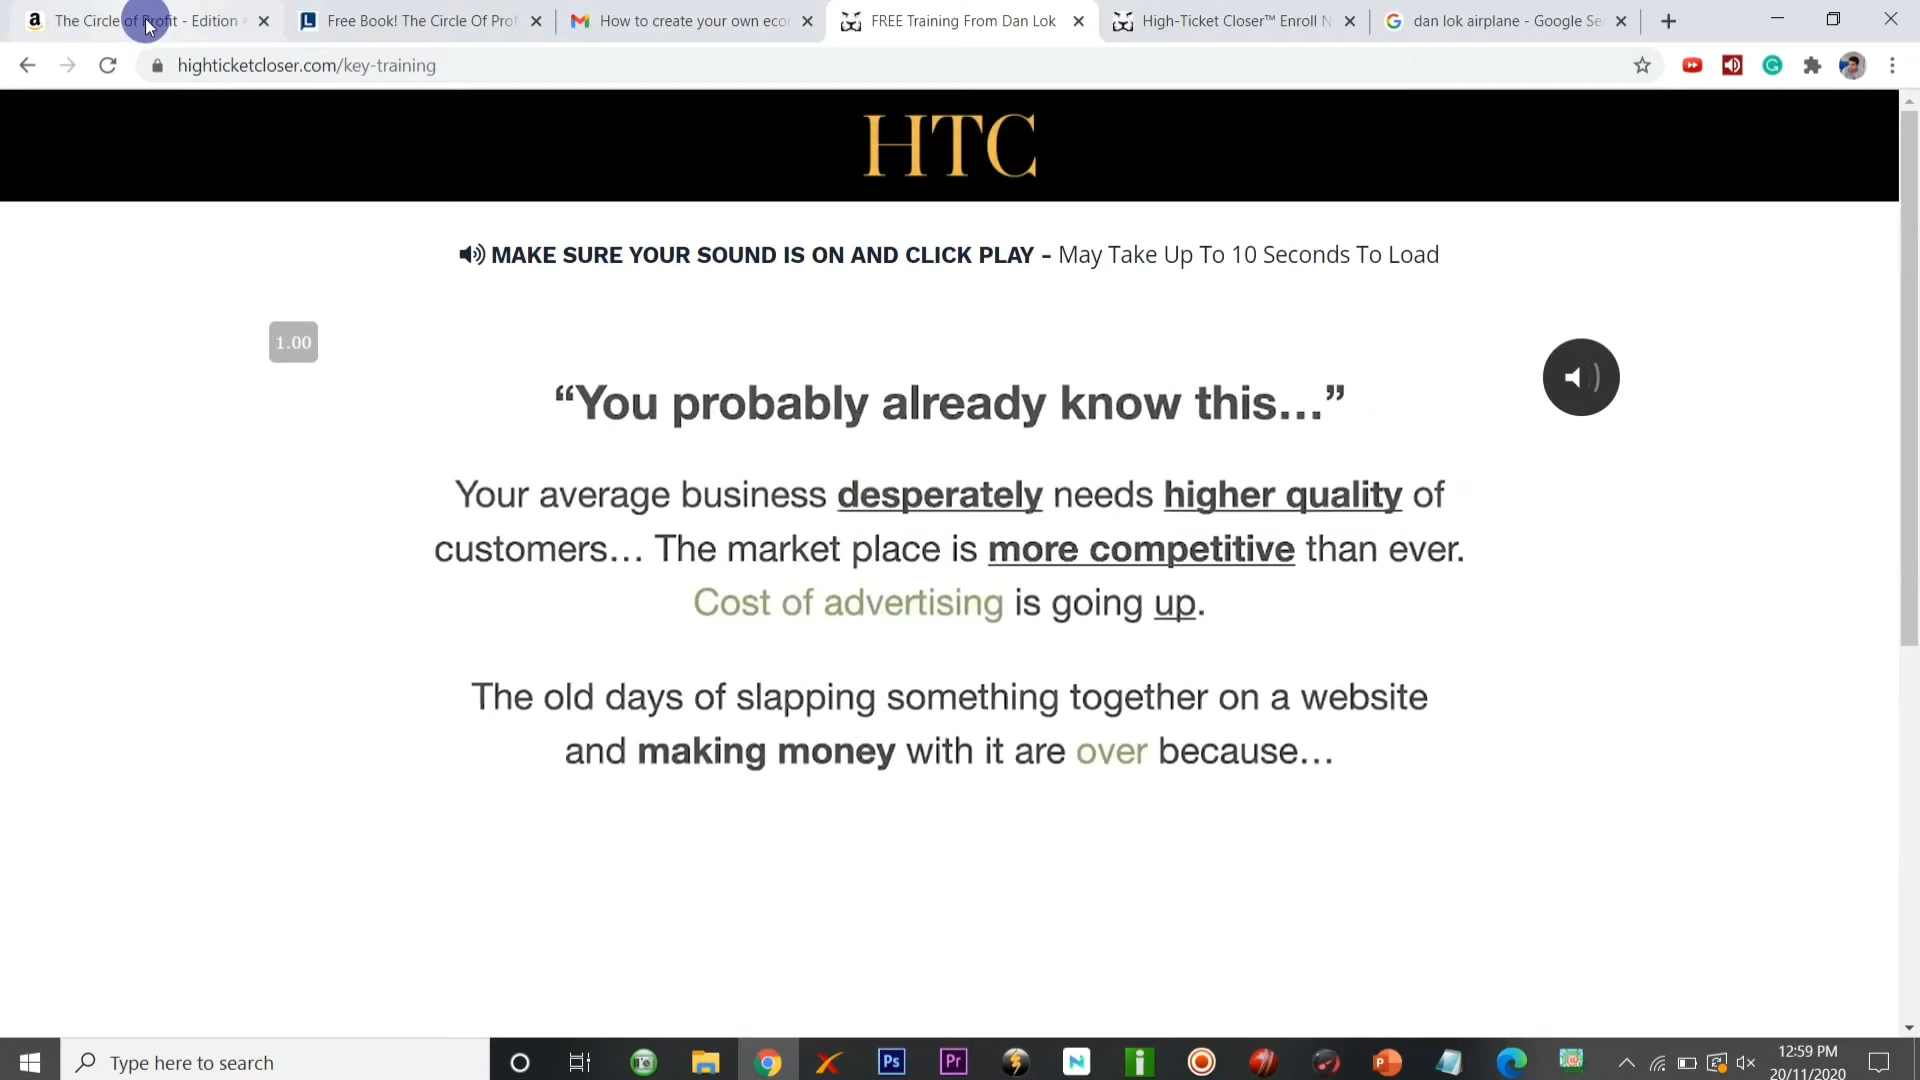 The Circle of Profit - Edition
Free Book! The Circle Of Prof
How to create your own eco
FREE Training From Dan Lok
High-Ticket Closer™ Enroll N
dan lok airplane - Google Se
highticketcloser.com/key-training
HTC
MAKE SURE YOUR SOUND IS ON AND CLICK PLAY - May Take Up To 10 Seconds To Load
1.00
“You probably already know this...”
Your average business desperately needs higher quality of
customers... The market place is more competitive than ever.
Cost of advertising is going up.
The old days of slapping something together on a website
and making money with it are over because...
Type here to search
Ps
Pr
12:59 PM
20/11/2020